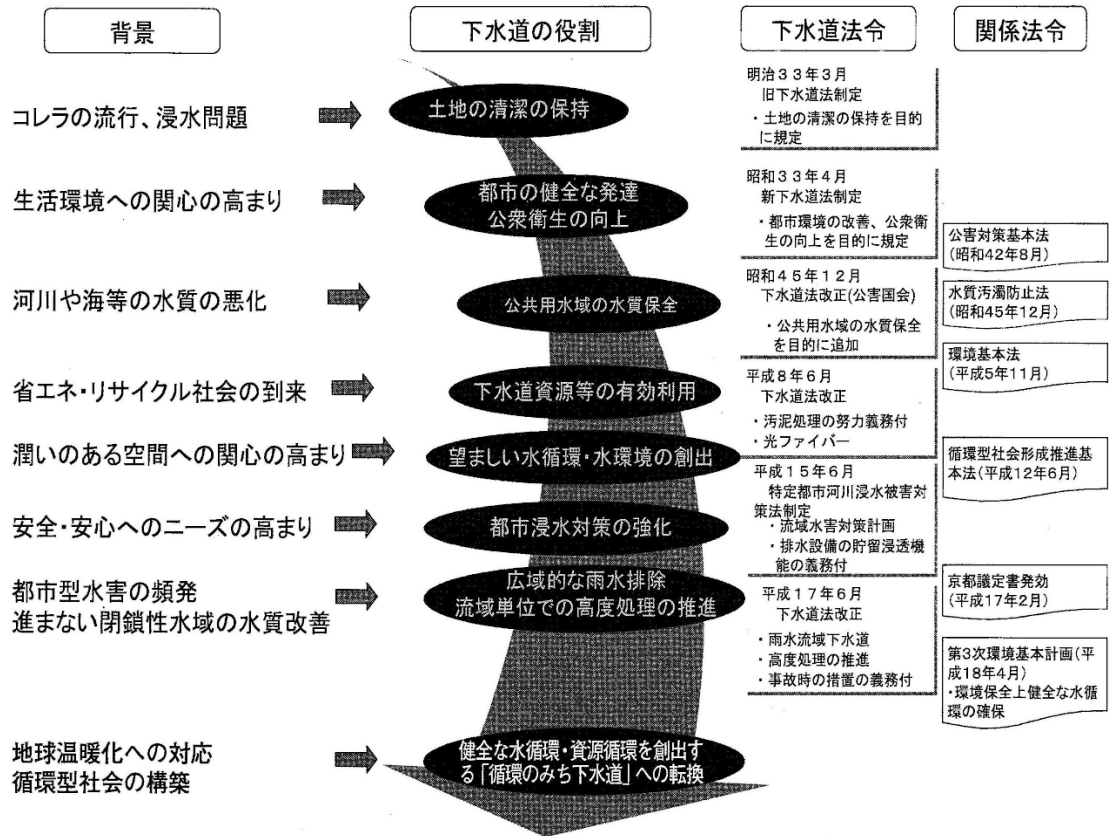 背景
下水道の役割
下水道法令
関係法令
コレラの流行、浸水問題
土地の清潔の保持
明治33年3月
旧下水道法制定
・土地の清潔の保持を目的
に規定
生活環境への関心の高まり
都市の健全な発達
公衆衛生の向上
昭和33年4月
新下水道法制定
・都市環境の改善、公衆衛
生の向上を目的に規定
公害対策基本法
(昭和42年8月)
河川や海等の水質の悪化
公共用水域の水質保全
昭和45年12月
下水道法改正(公害国会)
・公共用水域の水質保全
を目的に追加
水質汚濁防止法
(昭和45年12月)
環境基本法
(平成5年11月)
省エネ・リサイクル社会の到来
下水道資源等の有効利用
平成8年6月
下水道法改正
・汚泥処理の努力義務付
・光ファイバー
潤いのある空間への関心の高まり
望ましい水循環・水環境の創出
循環型社会形成推進基
本法(平成12年6月)
安全・安心へのニーズの高まり
都市浸水対策の強化
平成15年6月
特定都市河川浸水被害対
策法制定
・流域水害対策計画
・排水設備の貯留浸透機
能の義務付
都市型水害の頻発
進まない閉鎖性水域の水質改善
広域的な雨水排除
流域単位での高度処理の推進
平成17年6月
下水道法改正
・雨水流域下水道
・高度処理の推進
・事故時の措置の義務付
京都議定書発効
(平成17年2月)
第3次環境基本計画(平
成18年4月)
・環境保全上健全な水循
環の確保
地球温暖化への対応
循環型社会の構築
健全な水循環・資源循環を創出す
る「循環のみち下水道」への転換